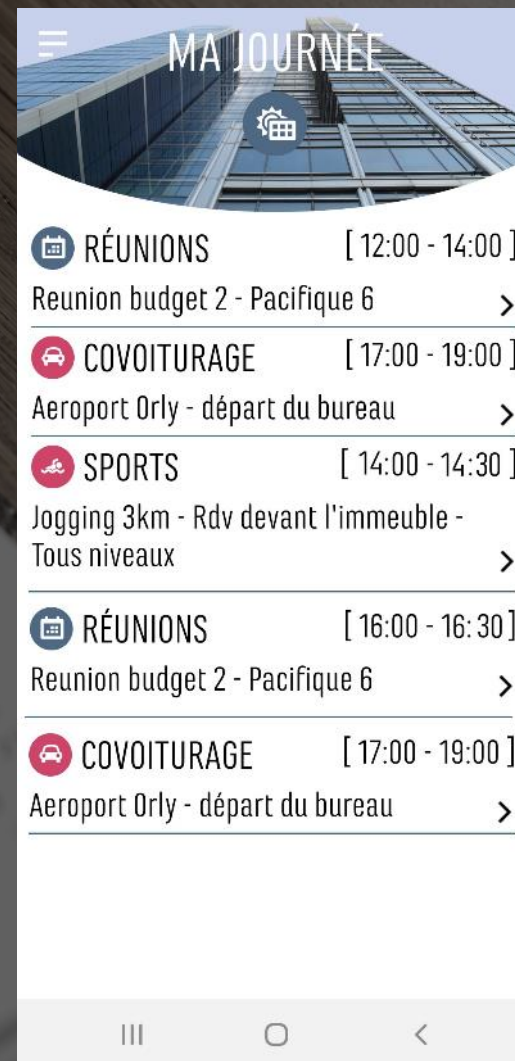 MA JOURNÉE
RÉUNIONS [ 12:00 - 14:00 ]
Reunion budget 2 - Pacifique 6
COVOITURAGE [ 17:00 - 19:00 ]
Aeroport Orly - départ du bureau
SPORTS [ 14:00 - 14:30 ]
Jogging 3km - Rdv devant l'immeuble -
Tous niveaux
RÉUNIONS [ 16:00 - 16:30 ]
Reunion budget 2 - Pacifique 6
COVOITURAGE [ 17:00 - 19:00 ]
Aeroport Orly - départ du bureau